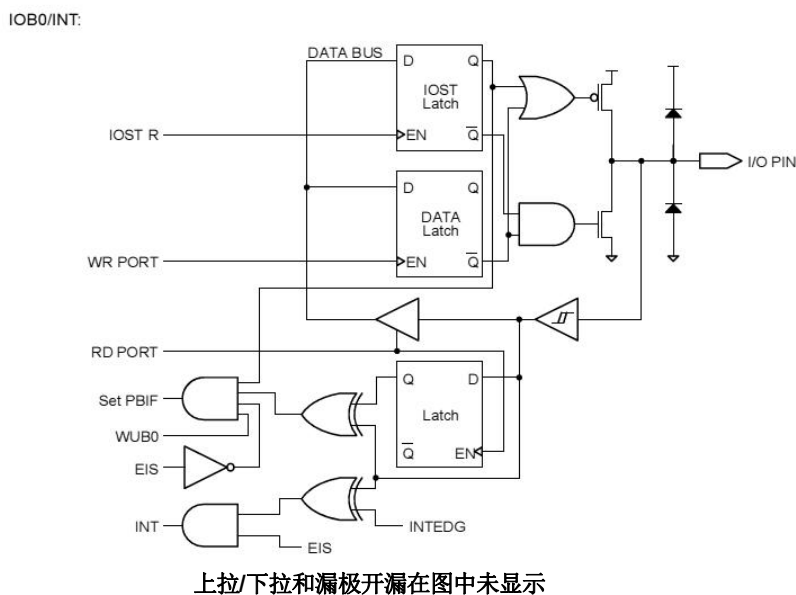 IOB0/INT:
DATA BUS
D
Q
IOST
Latch
IOST R
EN
Q
I/O PIN
D
Q
DATA
Latch
WR PORT
EN
Q
RD PORT
Q
D
Set PBIF
Latch
WUB0
Q
EN
EIS
INT
INTEDG
EIS
上拉/下拉和漏极开漏在图中未显示